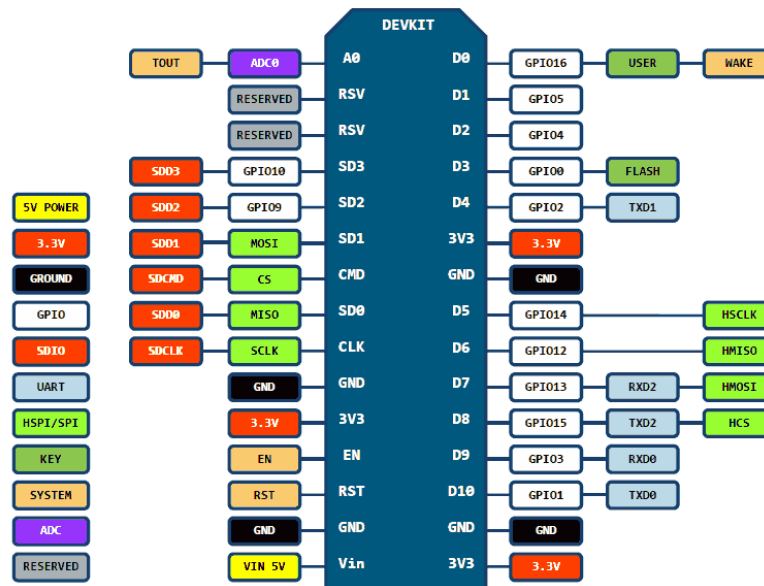 DEVKIT
TOUT ADC0 A0 D0 GPIO16 USER WAKE
RESERVED RSV D1 GPIO5
RESERVED RSV D2 GPIO4
SDD3 GPIO10 SD3 D3 GPIO0 FLASH
5V POWER SDD2 GPIO9 SD2 D4 GPIO2 TXD1
3.3V SDD1 MOSI SD1 3V3 3.3V
GROUND SDCMD CS CMD GND GND
GPIO SDD0 MISO SD0 D5 GPIO14 HSCLK
SDIO SDCLK SCLK CLK D6 GPIO12 HMISO
UART GND GND D7 GPIO13 RXD2 HMOSI
HSPI/SPI 3.3V 3V3 D8 GPIO15 TXD2 HCS
KEY EN EN D9 GPIO3 RXD0
SYSTEM RST RST D10 GPIO1 TXD0
ADC GND GND GND GND
RESERVED VIN 5V Vin 3V3 3.3V